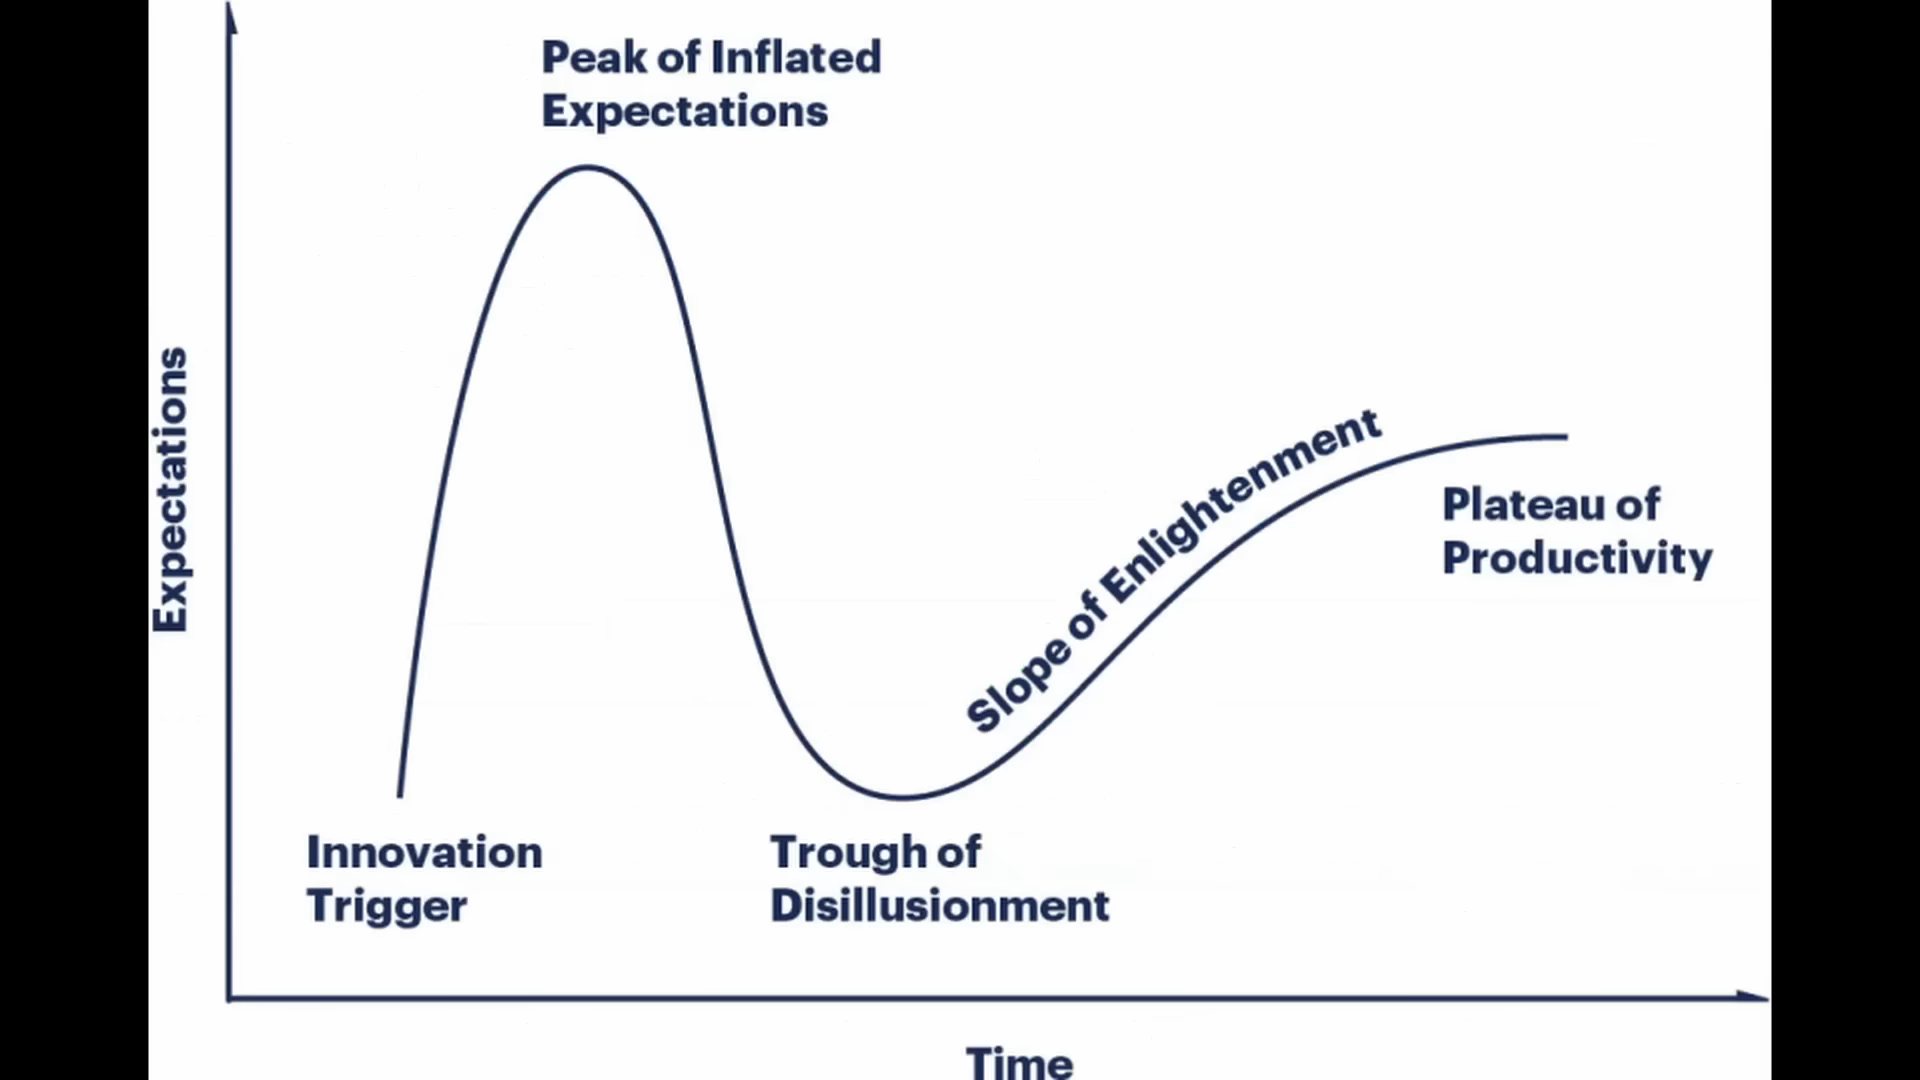 Peak of Inflated
Expectations
Expectations
Slope of Enlightenment
Plateau of
Productivity
Innovation
Trigger
Trough of
Disillusionment
Time